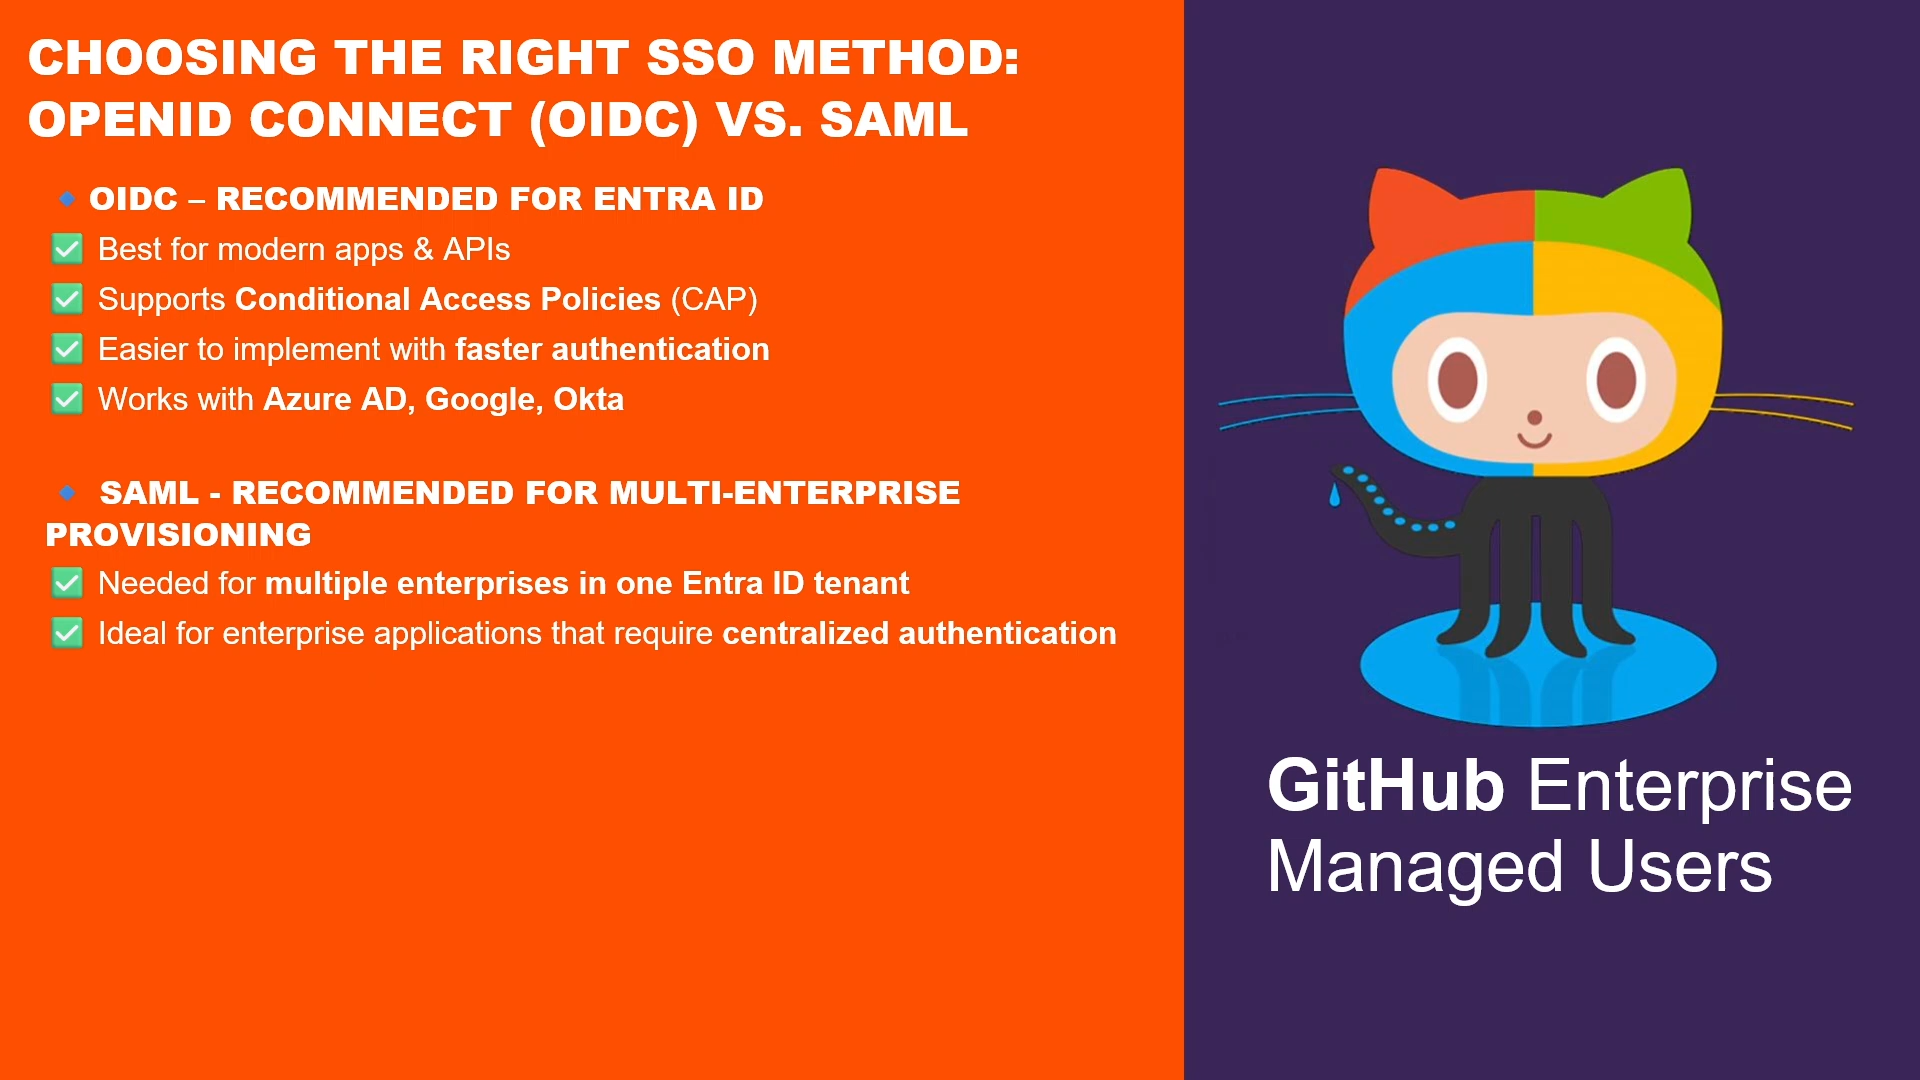 CHOOSING THE RIGHT SSO METHOD:
OPENID CONNECT (OIDC) VS. SAML
🔹 OIDC – RECOMMENDED FOR ENTRA ID
✅ Best for modern apps & APIs
✅ Supports Conditional Access Policies (CAP)
✅ Easier to implement with faster authentication
✅ Works with Azure AD, Google, Okta
🔹 SAML - RECOMMENDED FOR MULTI-ENTERPRISE
PROVISIONING
✅ Needed for multiple enterprises in one Entra ID tenant
✅ Ideal for enterprise applications that require centralized authentication
GitHub Enterprise
Managed Users